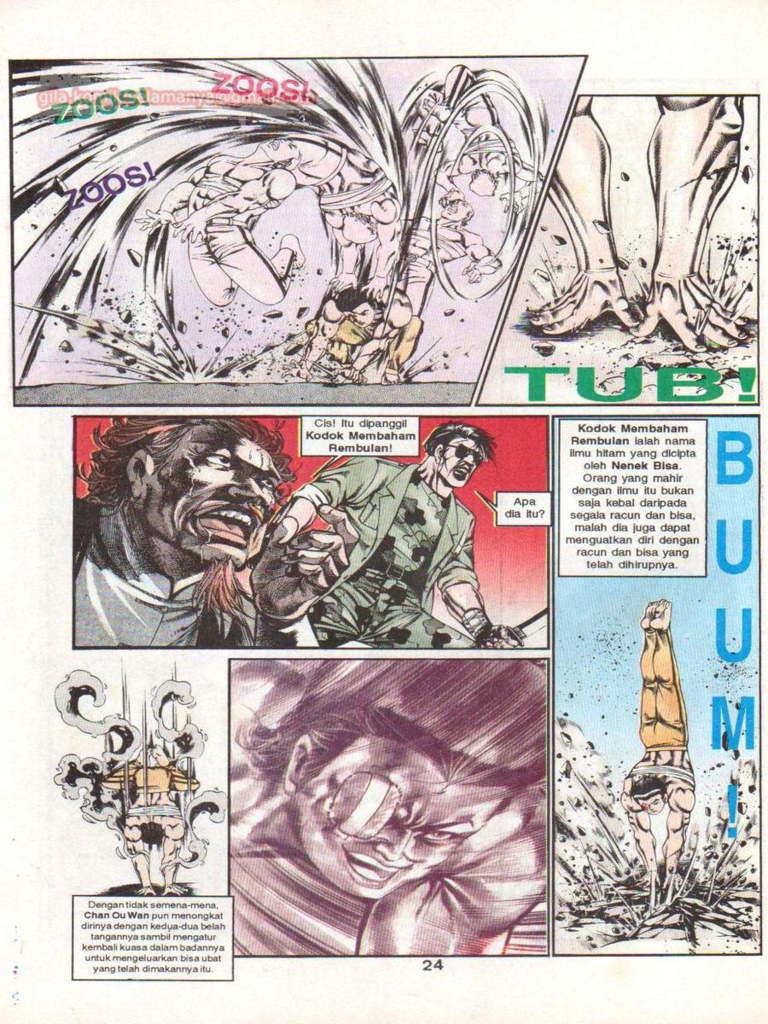 ZOOS!
ZOOS!
ZOOS!
TUB!
Cis! Itu dipanggil
Kodok Membaham
Rembulan!
Apa
dia itu?
Kodok Membaham
Rembulan ialah nama
ilmu hitam yang dicipta
oleh Nenek Bisa.
Orang yang mahir
dengan ilmu itu bukan
saja kebal daripada
segala racun dan bisa,
malah dia juga dapat
menguatkan diri dengan
racun dan bisa yang
telah dihirupnya.
BUUM!
Dengan tidak semena-mena,
Chan Ou Wan pun menongkat
dirinya dengan kedua-dua belah
tangannya sambil mengatur
kembali kuasa dalam badannya
untuk mengeluarkan bisa ubat
yang telah dimakannya itu.
24